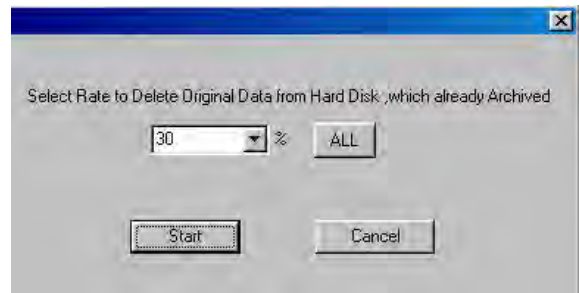 Select Rate to Delete Original Data from Hard Disk ,which already Archived
30 % ALL
Start Cancel